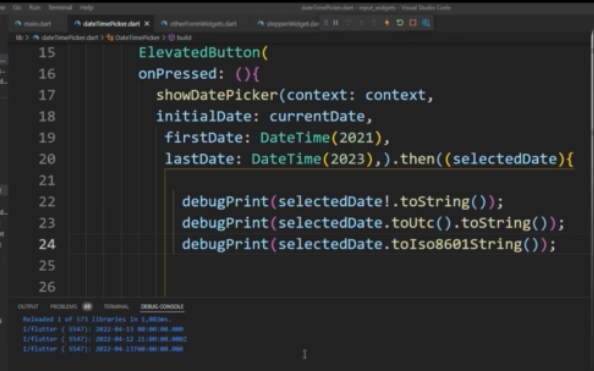 Go Run Terminal Help
dateTimePicker.dart - input_widgets - Visual Studio Code
main.dart dateTimePicker.dart otherFromWidgets.dart stepperWidget.dart
lib > dateTimePicker.dart > DateTimePicker > build
15 ElevatedButton(
16 onPressed: (){
17 showDatePicker(context: context,
18 initialDate: currentDate,
19 firstDate: DateTime(2021),
20 lastDate: DateTime(2023),).then((selectedDate){
21
22 debugPrint(selectedDate!.toString());
23 debugPrint(selectedDate.toUtc().toString());
24 debugPrint(selectedDate.toIso8601String());
25
26
OUTPUT PROBLEMS TERMINAL DEBUG CONSOLE
Reloaded 1 of 573 libraries in 1,083ms.
I/flutter ( 5547): 2022-04-13 00:00:00.000
I/flutter ( 5547): 2022-04-12 21:00:00.000Z
I/flutter ( 5547): 2022-04-13T00:00:00.000